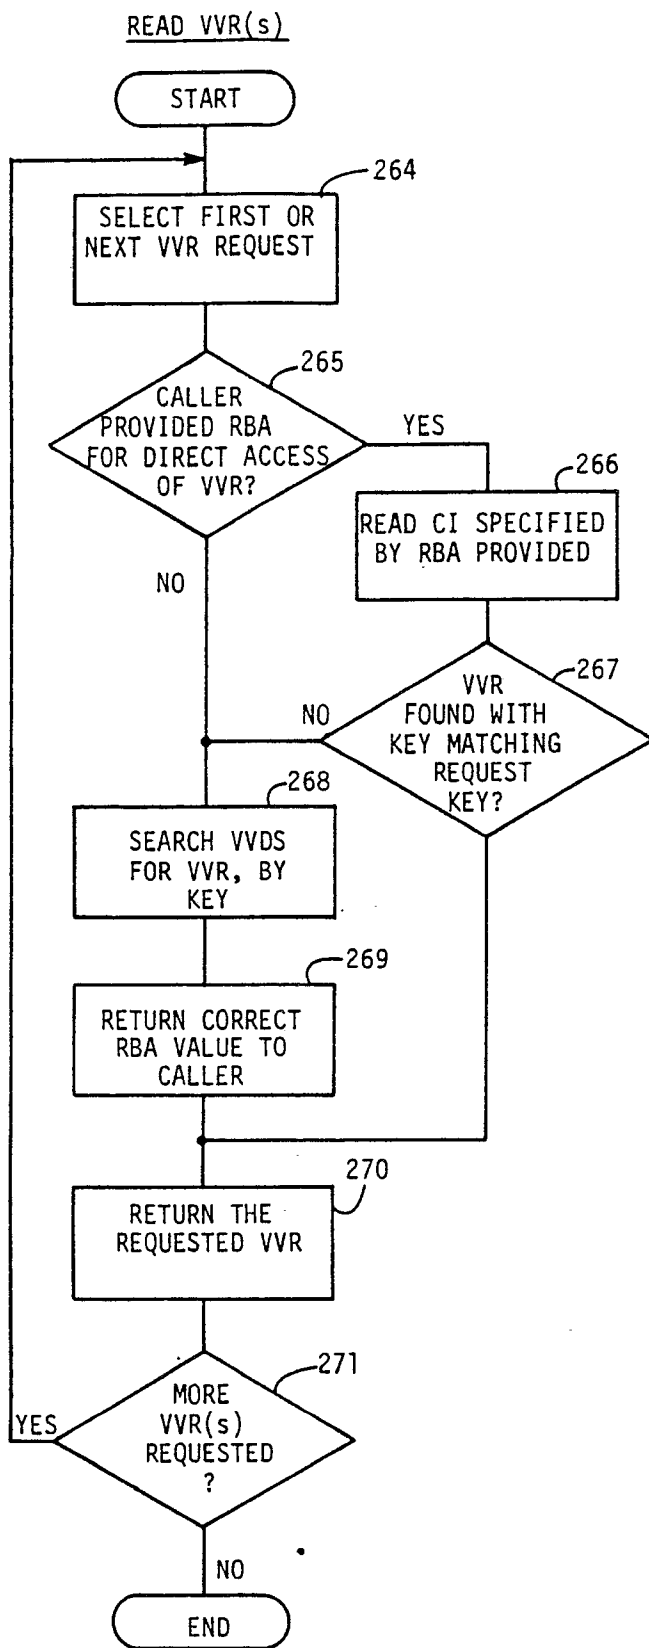 READ VVR(s)
START
264
SELECT FIRST OR
NEXT VVR REQUEST
265
CALLER
PROVIDED RBA
FOR DIRECT ACCESS
OF VVR?
YES
266
READ CI SPECIFIED
BY RBA PROVIDED
NO
267
VVR
FOUND WITH
KEY MATCHING
REQUEST
KEY?
NO
268
SEARCH VVDS
FOR VVR, BY
KEY
269
RETURN CORRECT
RBA VALUE TO
CALLER
270
RETURN THE
REQUESTED VVR
271
MORE
VVR(s)
REQUESTED
?
YES
NO
END